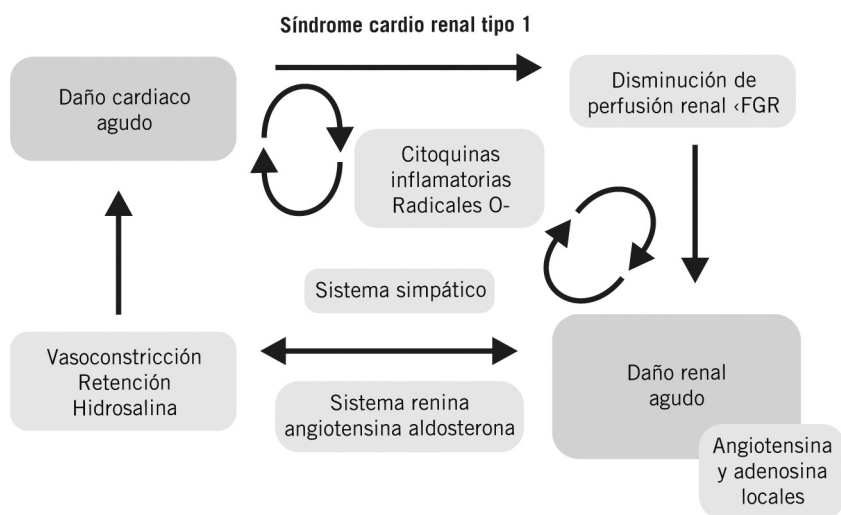 Síndrome cardio renal tipo 1
Daño cardiaco
agudo
Disminución de
perfusión renal ‹FGR
Citoquinas
inflamatorias
Radicales O-
Sistema simpático
Vasoconstricción
Retención
Hidrosalina
Sistema renina
angiotensina aldosterona
Daño renal
agudo
Angiotensina
y adenosina
locales